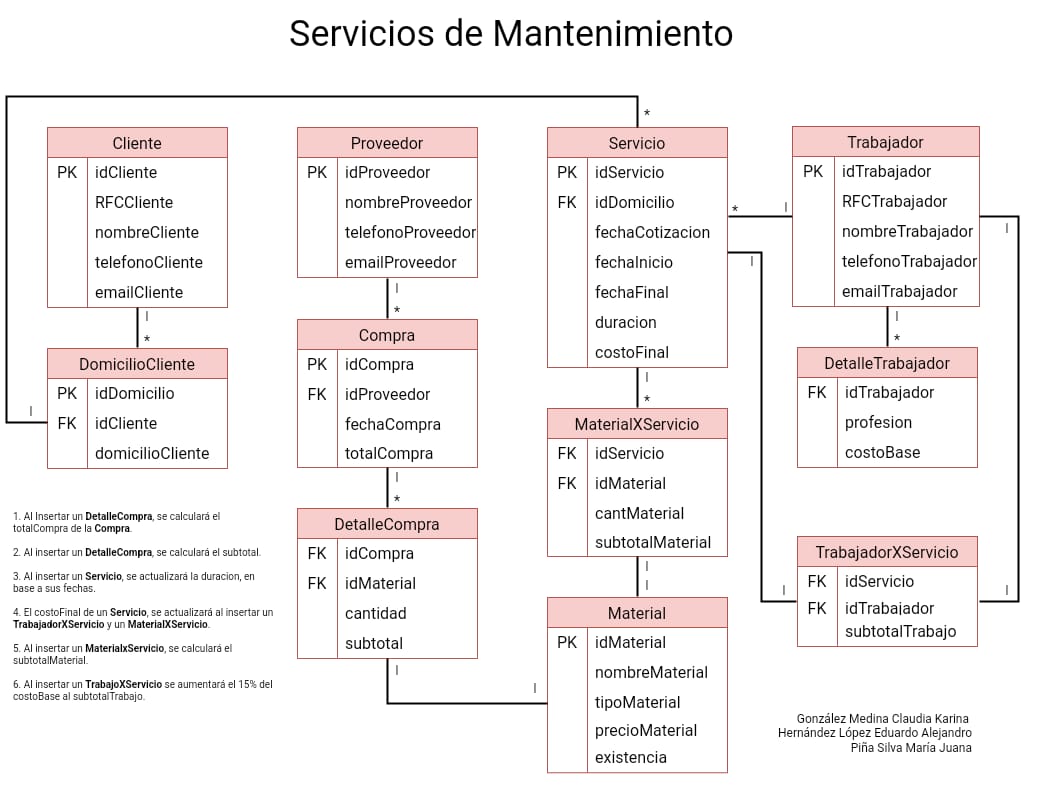 Servicios de Mantenimiento
*
Cliente
PK idCliente
RFCCliente
nombreCliente
telefonoCliente
emailCliente
I
*
DomicilioCliente
PK idDomicilio
FK idCliente
domicilioCliente
I
Proveedor
PK idProveedor
nombreProveedor
telefonoProveedor
emailProveedor
I
*
Compra
PK idCompra
FK idProveedor
fechaCompra
totalCompra
I
*
DetalleCompra
FK idCompra
FK idMaterial
cantidad
subtotal
I
I
Servicio
PK idServicio
FK idDomicilio
fechaCotizacion
fechaInicio
fechaFinal
duracion
costoFinal
* I
I
I
*
MaterialXServicio
FK idServicio
FK idMaterial
cantMaterial
subtotalMaterial
I
I
Material
PK idMaterial
nombreMaterial
tipoMaterial
precioMaterial
existencia
Trabajador
PK idTrabajador
RFCTrabajador
nombreTrabajador
telefonoTrabajador
emailTrabajador
I
I
*
DetalleTrabajador
FK idTrabajador
profesion
costoBase
TrabajadorXServicio
FK idServicio
FK idTrabajador
subtotalTrabajo
I I
1. Al Insertar un DetalleCompra, se calculará el
totalCompra de la Compra.
2. Al insertar un DetalleCompra, se calculará el subtotal.
3. Al insertar un Servicio, se actualizará la duracion, en
base a sus fechas.
4. El costoFinal de un Servicio, se actualizará al insertar un
TrabajadorXServicio y un MaterialXServicio.
5. Al insertar un MaterialxServicio, se calculará el
subtotalMaterial.
6. Al insertar un TrabajoXServicio se aumentará el 15% del
costoBase al subtotalTrabajo.
González Medina Claudia Karina
Hernández López Eduardo Alejandro
Piña Silva María Juana